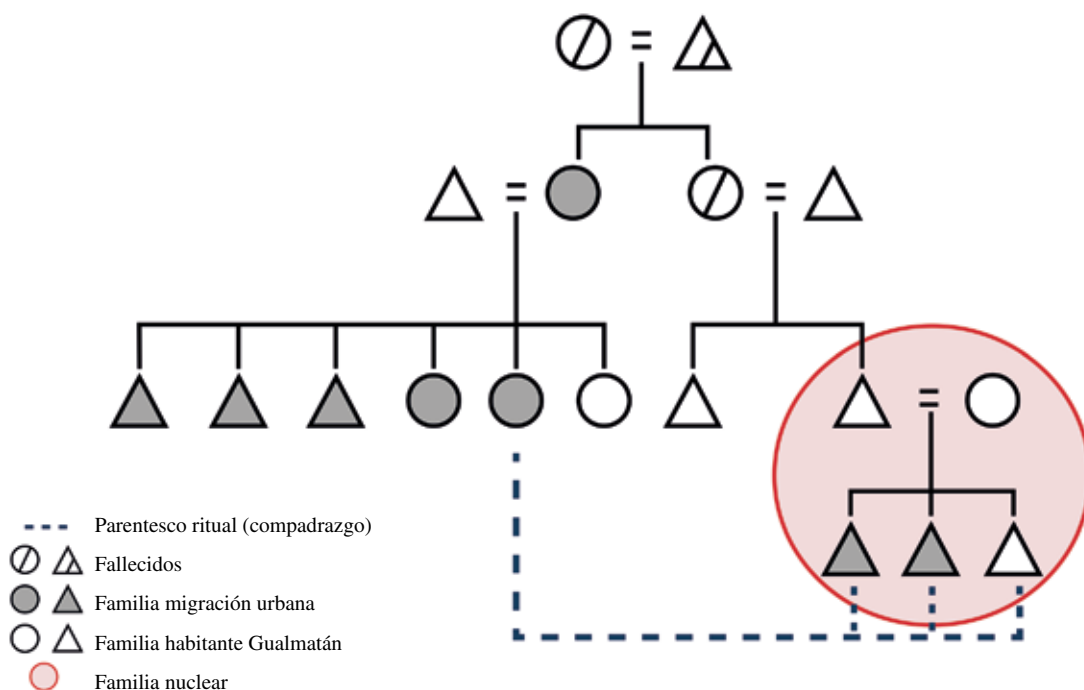 Parentesco ritual (compadrazgo)
Fallecidos
Familia migración urbana
Familia habitante Gualmatán
Familia nuclear